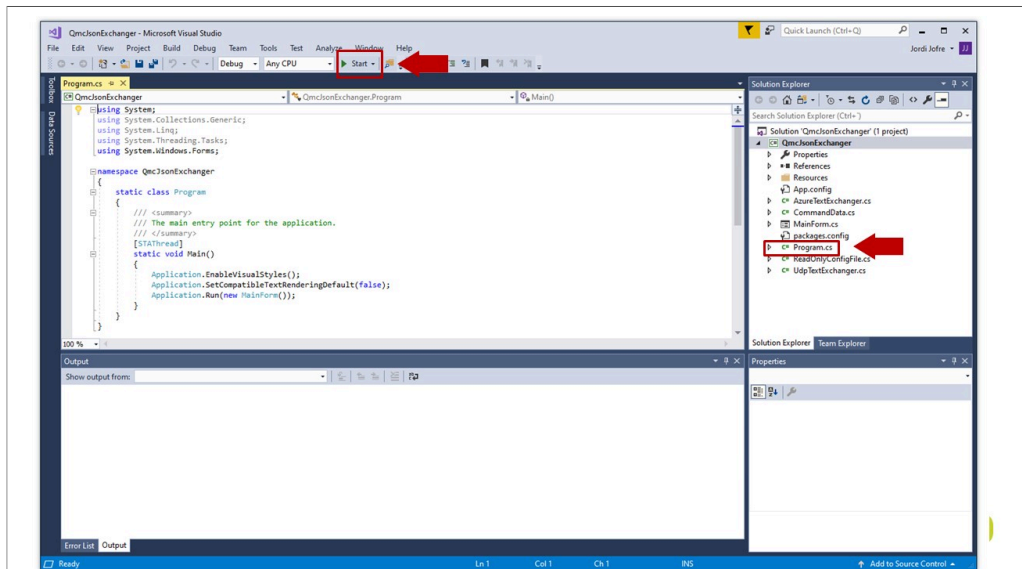 QmcJsonExchanger - Microsoft Visual Studio
Quick Launch (Ctrl+Q)
File Edit View Project Build Debug Team Tools Test Analyze Window Help
Jordi Jofre JJ
Debug Any CPU Start
Toolbox
Data Sources
Program.cs
QmcJsonExchanger QmcJsonExchanger.Program Main()
using System;
using System.Collections.Generic;
using System.Linq;
using System.Threading.Tasks;
using System.Windows.Forms;
namespace QmcJsonExchanger
{
static class Program
{
/// <summary>
/// The main entry point for the application.
/// </summary>
[STAThread]
static void Main()
{
Application.EnableVisualStyles();
Application.SetCompatibleTextRenderingDefault(false);
Application.Run(new MainForm());
}
}
}
100 %
Solution Explorer
Search Solution Explorer (Ctrl+´)
Solution 'QmcJsonExchanger' (1 project)
C# QmcJsonExchanger
Properties
References
Resources
App.config
C# AzureTextExchanger.cs
C# CommandData.cs
MainForm.cs
packages.config
C# Program.cs
C# ReadOnlyConfigFile.cs
C# UdpTextExchanger.cs
Solution Explorer Team Explorer
Output
Show output from:
Properties
Error List Output
Ready Ln 1 Col 1 Ch 1 INS Add to Source Control